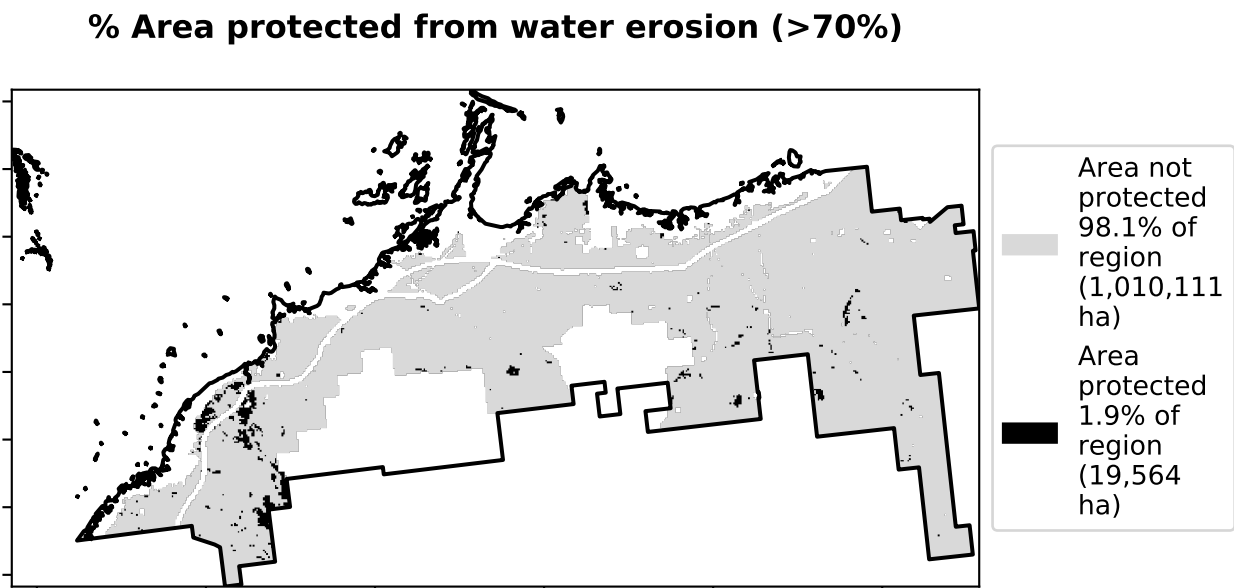 % Area protected from water erosion (>70%)
Area not
protected
98.1% of
region
(1,010,111
ha)
Area
protected
1.9% of
region
(19,564
ha)